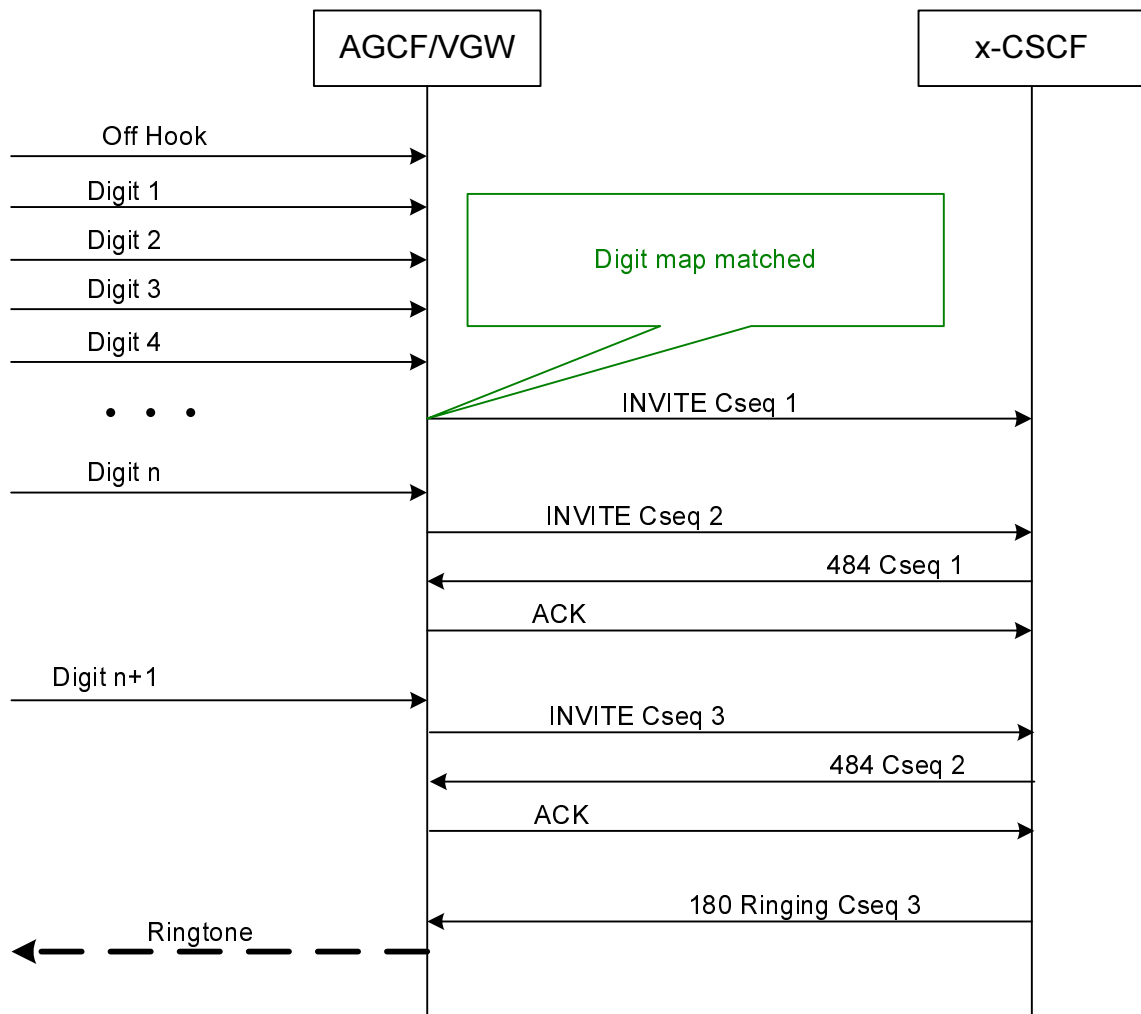 AGCF/VGW
x-CSCF
Off Hook
Digit 1
Digit 2
Digit map matched
Digit 3
Digit 4
INVITE Cseq 1
• • •
Digit n
INVITE Cseq 2
484 Cseq 1
ACK
Digit n+1
INVITE Cseq 3
484 Cseq 2
ACK
180 Ringing Cseq 3
Ringtone